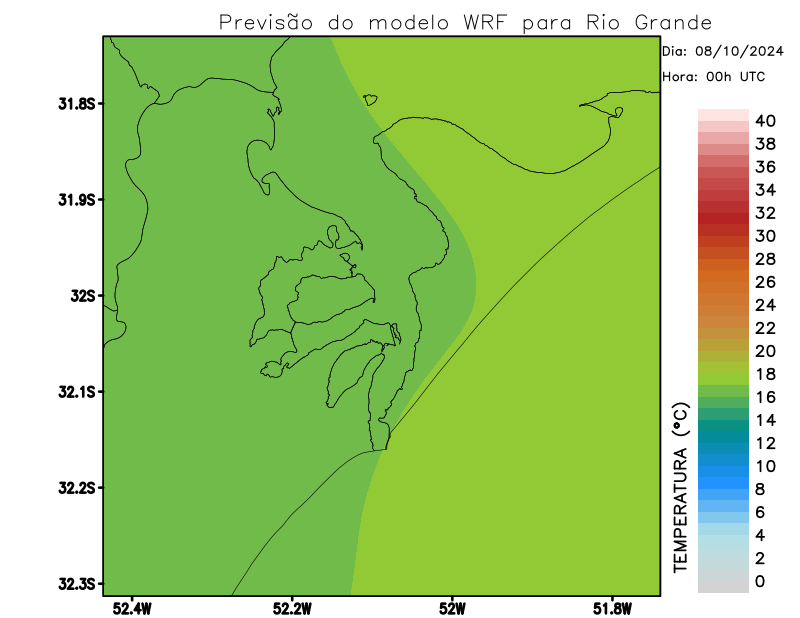 Previsão do modelo WRF para Rio Grande
Dia: 08/10/2024
Hora: 00h UTC
31.8S
31.9S
32S
32.1S
32.2S
32.3S
52.4W
52.2W
52W
51.8W
TEMPERATURA (ºC)
40
38
36
34
32
30
28
26
24
22
20
18
16
14
12
10
8
6
4
2
0